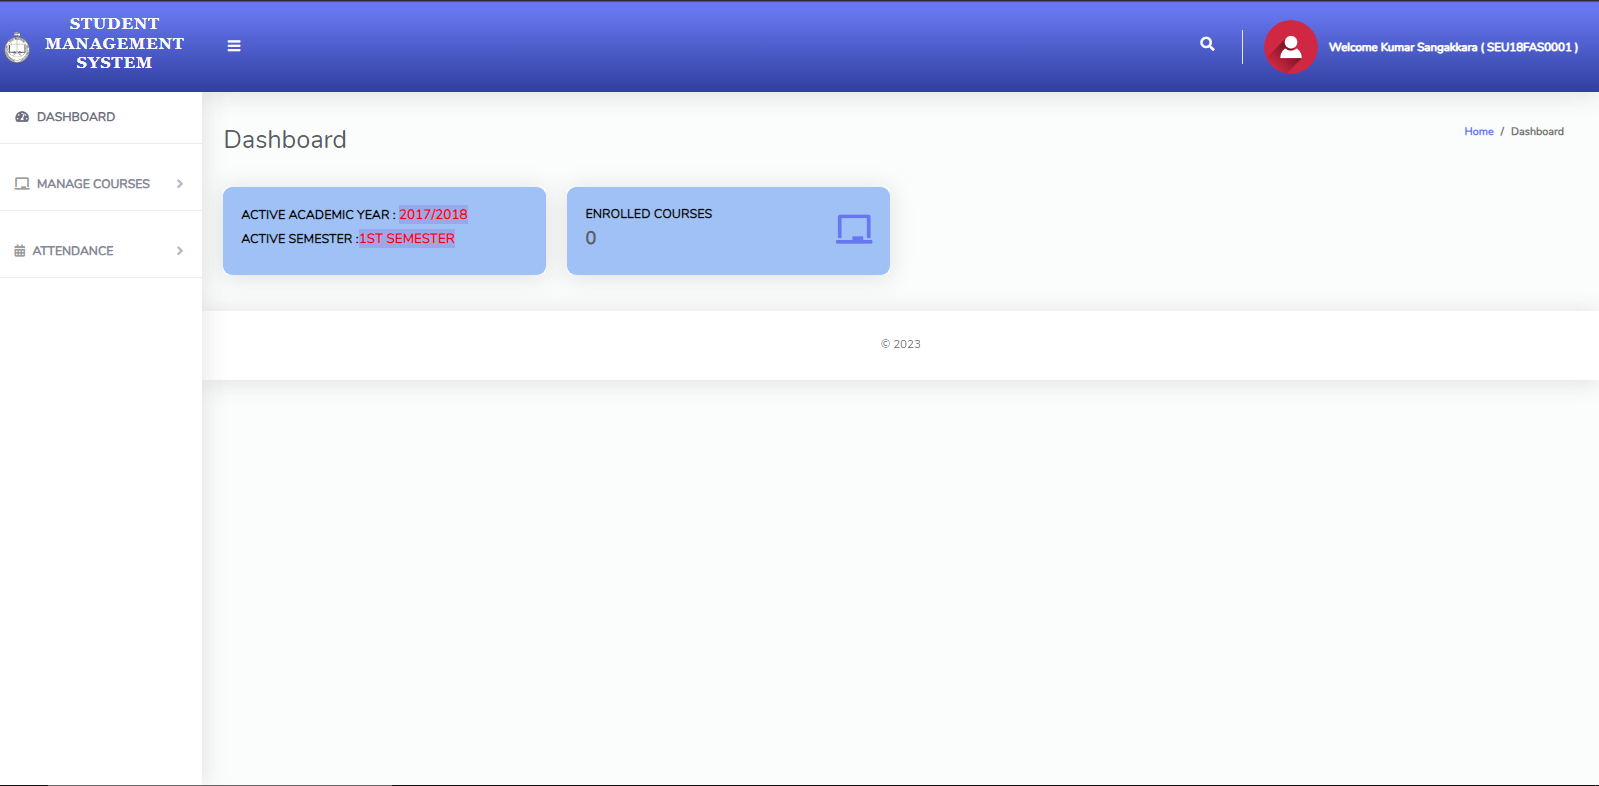 STUDENT
MANAGEMENT
SYSTEM
Welcome Kumar Sangakkara ( SEU18FAS0001 )
DASHBOARD
MANAGE COURSES
ATTENDANCE
Dashboard
Home / Dashboard
ACTIVE ACADEMIC YEAR : 2017/2018
ACTIVE SEMESTER :1ST SEMESTER
ENROLLED COURSES
0
© 2023